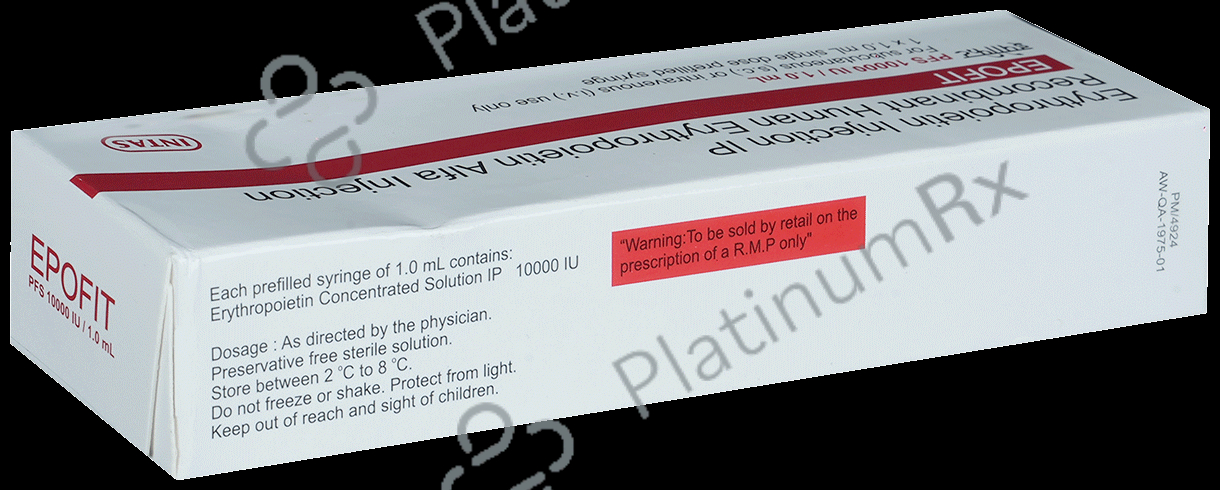 एपोफिट
EPOFIT
PFS 10000 IU / 1.0 mL
For subcutaneous (s.c.) or intravenous (i.v.) use only
1 x 1.0 mL single dose prefilled syringe
Erythropoietin Injection IP
Recombinant Human Erythropoietin Alfa Injection
INTAS
EPOFIT
PFS 10000 IU / 1.0 mL
Each prefilled syringe of 1.0 mL contains:
Erythropoietin Concentrated Solution IP 10000 IU
Dosage : As directed by the physician.
Preservative free sterile solution.
Store between 2 °C to 8 °C.
Do not freeze or shake. Protect from light.
Keep out of reach and sight of children.
"Warning:To be sold by retail on the
prescription of a R.M.P only"
PM/4924
AW-QA-1975-01
PlatinumRx
Platinum